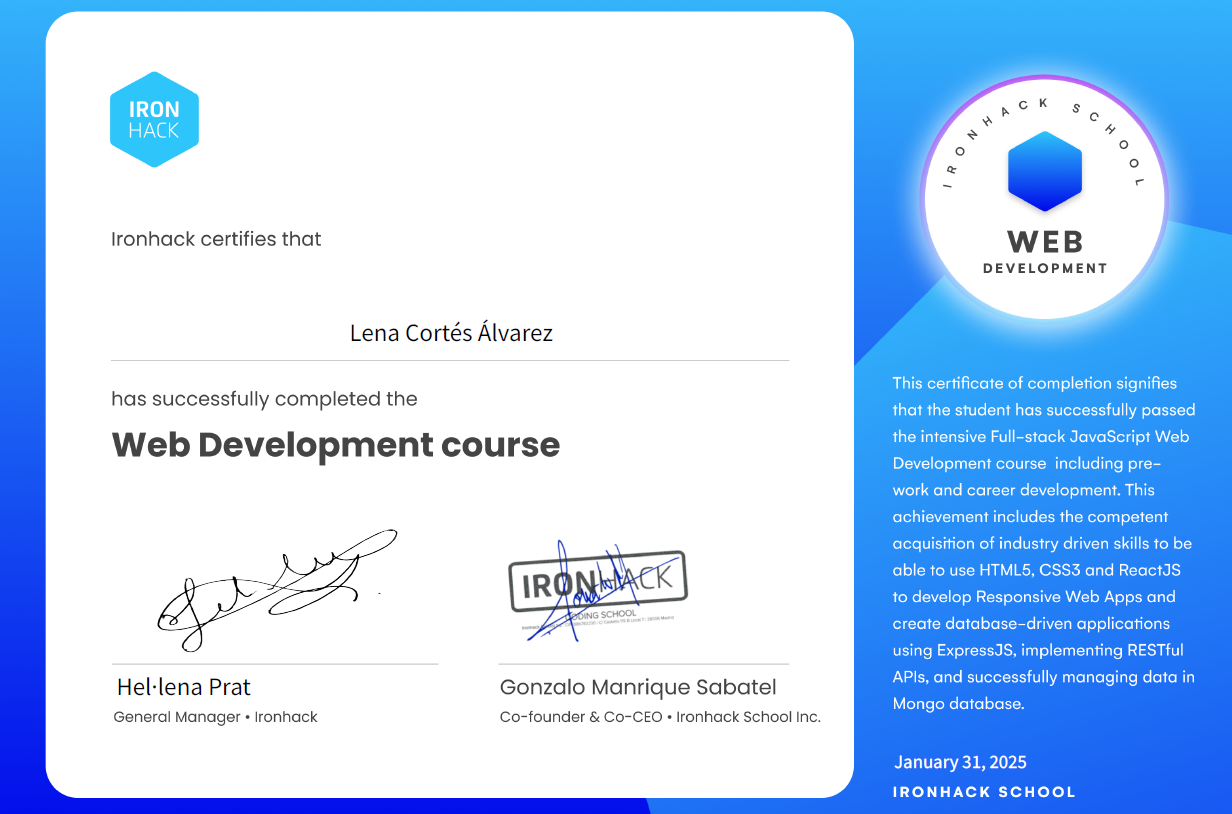 IRON
HACK
Ironhack certifies that
Lena Cortés Álvarez
has successfully completed the
Web Development course
IRONHACK
CODING SCHOOL
Hel·lena Prat
General Manager • Ironhack
Gonzalo Manrique Sabatel
Co-founder & Co-CEO • Ironhack School Inc.
IRONHACK SCHOOL
WEB
DEVELOPMENT
This certificate of completion signifies
that the student has successfully passed
the intensive Full-stack JavaScript Web
Development course including pre-
work and career development. This
achievement includes the competent
acquisition of industry driven skills to be
able to use HTML5, CSS3 and ReactJS
to develop Responsive Web Apps and
create database-driven applications
using ExpressJS, implementing RESTful
APIs, and successfully managing data in
Mongo database.
January 31, 2025
IRONHACK SCHOOL